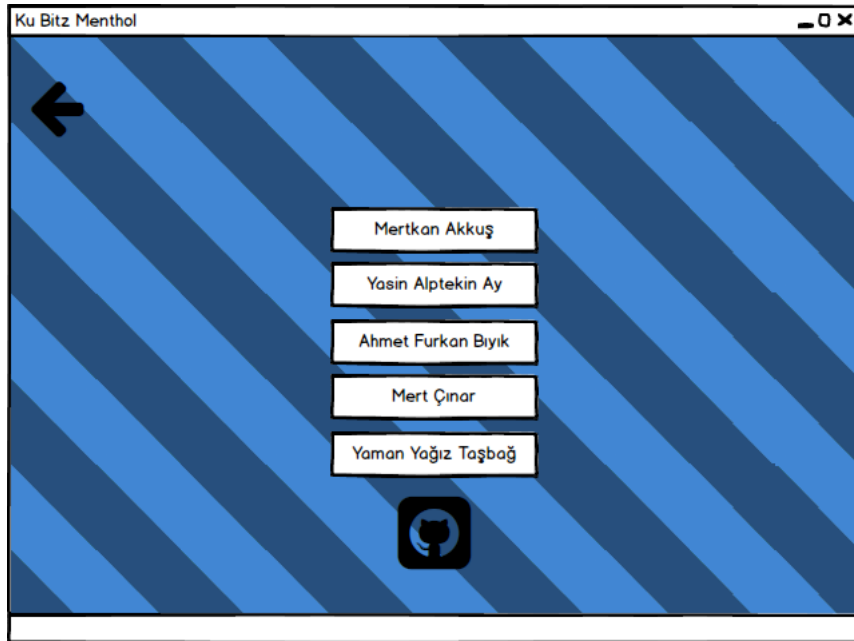 Ku Bitz Menthol
Mertkan Akkuş
Yasin Alptekin Ay
Ahmet Furkan Bıyık
Mert Çınar
Yaman Yağız Taşbağ